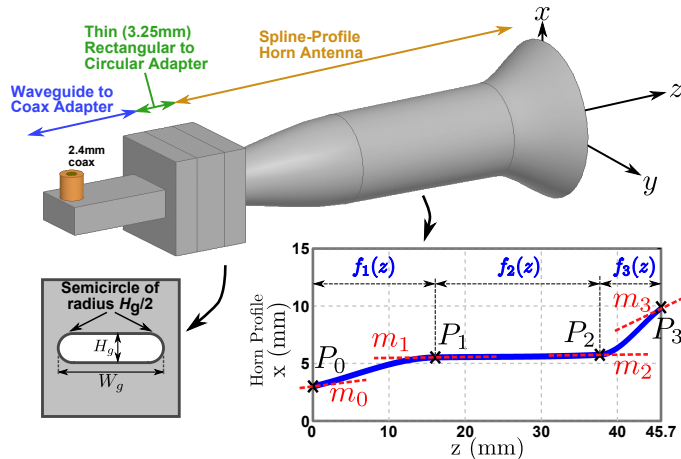 Thin (3.25mm)
Rectangular to
Circular Adapter
Spline-Profile
Horn Antenna
Waveguide to
Coax Adapter
2.4mm
coax
x
z
y
Semicircle of
radius Hg/2
H_g
W_g
f₁(z)
f₂(z)
f₃(z)
Horn Profile
x (mm)
15
10
5
0
P₀
m₀
m₁
P₁
P₂
m₂
m₃
P₃
0
10
20
30
40
45.7
z (mm)